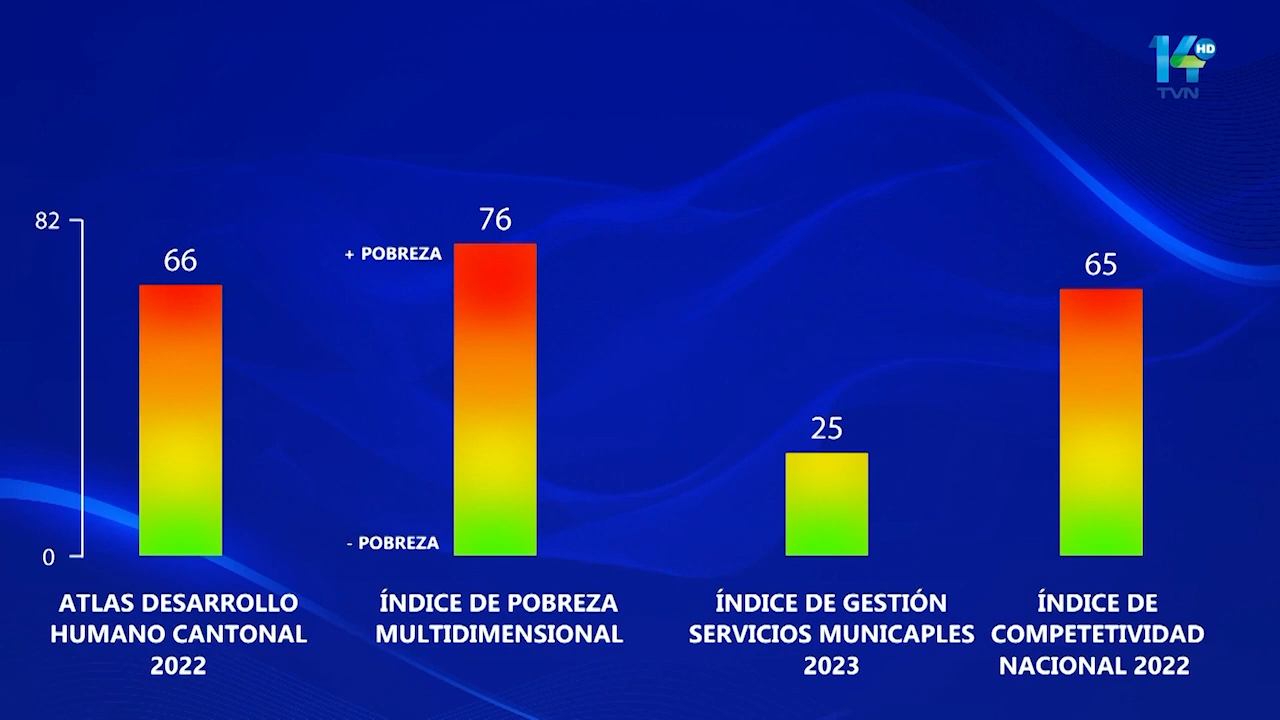 14 HD
TVN
82
66
76
+ POBREZA
65
25
- POBREZA
0
ATLAS DESARROLLO
HUMANO CANTONAL
2022
ÍNDICE DE POBREZA
MULTIDIMENSIONAL
ÍNDICE DE GESTIÓN
SERVICIOS MUNICAPLES
2023
ÍNDICE DE
COMPETETIVIDAD
NACIONAL 2022